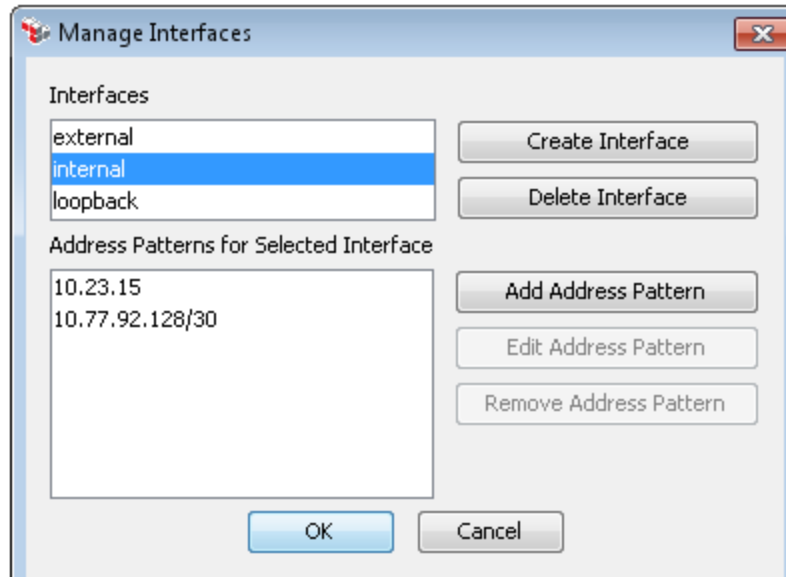 Manage Interfaces
Interfaces
external
internal
loopback
Create Interface
Delete Interface
Address Patterns for Selected Interface
10.23.15
10.77.92.128/30
Add Address Pattern
Edit Address Pattern
Remove Address Pattern
OK
Cancel